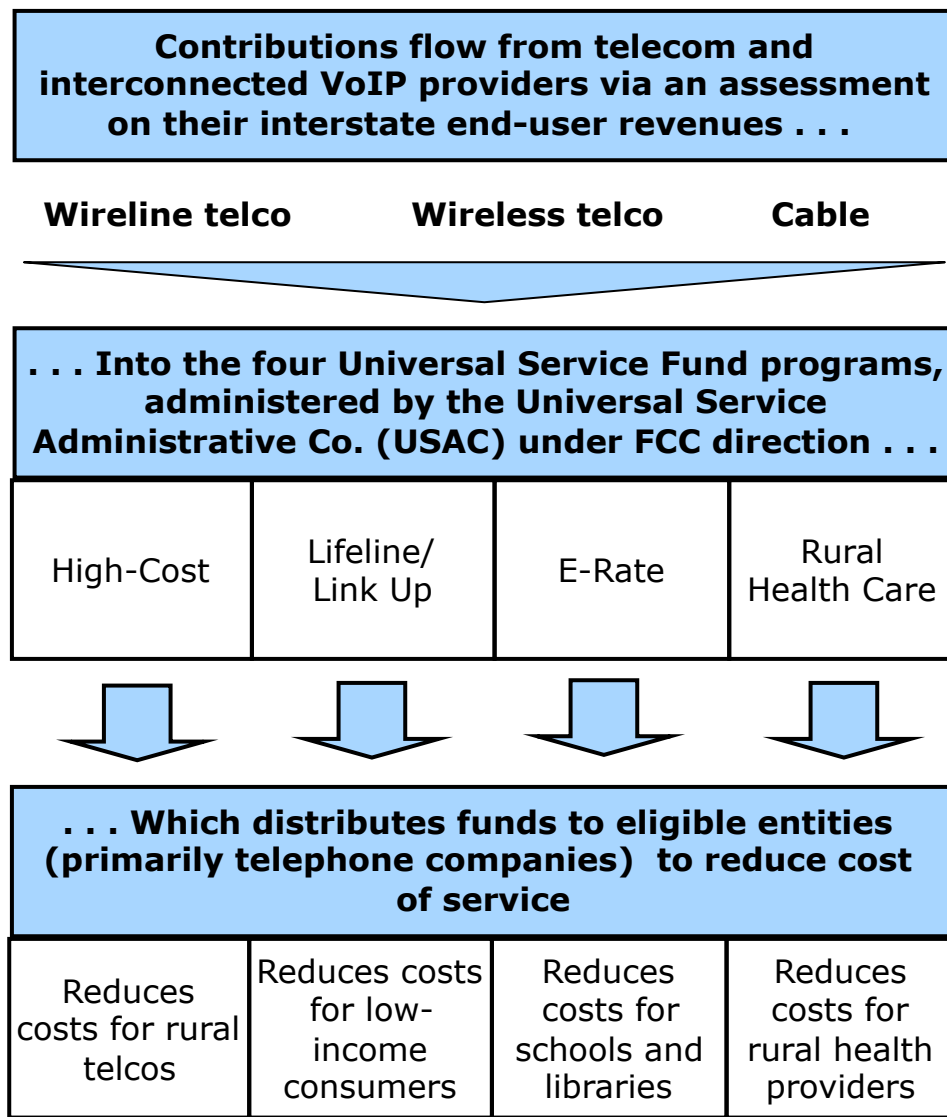 Contributions flow from telecom and
interconnected VoIP providers via an assessment
on their interstate end-user revenues . . .
Wireline telco Wireless telco Cable
. . . Into the four Universal Service Fund programs,
administered by the Universal Service
Administrative Co. (USAC) under FCC direction . . .
High-Cost
Lifeline/
Link Up
E-Rate
Rural
Health Care
. . . Which distributes funds to eligible entities
(primarily telephone companies) to reduce cost
of service
Reduces
costs for rural
telcos
Reduces costs
for low-
income
consumers
Reduces
costs for
schools and
libraries
Reduces
costs for
rural health
providers